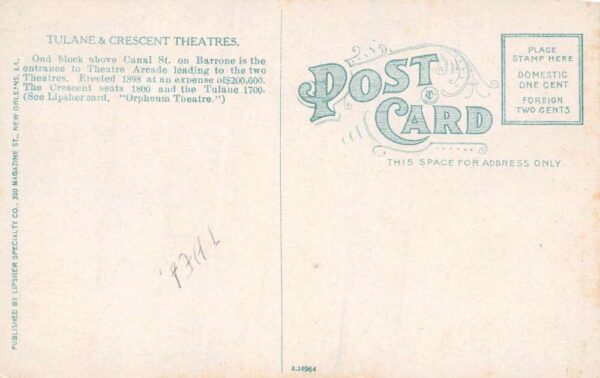 TULANE & CRESCENT THEATRES.
Ond block above Canal St. on Barrone is the
entrance to Theatre Arcade leading to the two
Theatres. Erected 1898 at an expense of $200,000.
The Crescent seats 1800 and the Tulane 1700.
(See Lipsher card. "Orpheum Theatre.")
PUBLISHED BY LIPSHER SPECIALTY CO., 320 MAGAZINE ST., NEW ORLEANS, LA.
POST
CARD
THIS SPACE FOR ADDRESS ONLY.
PLACE
STAMP HERE
DOMESTIC
ONE CENT
FOREIGN
TWO CENTS
A-14964